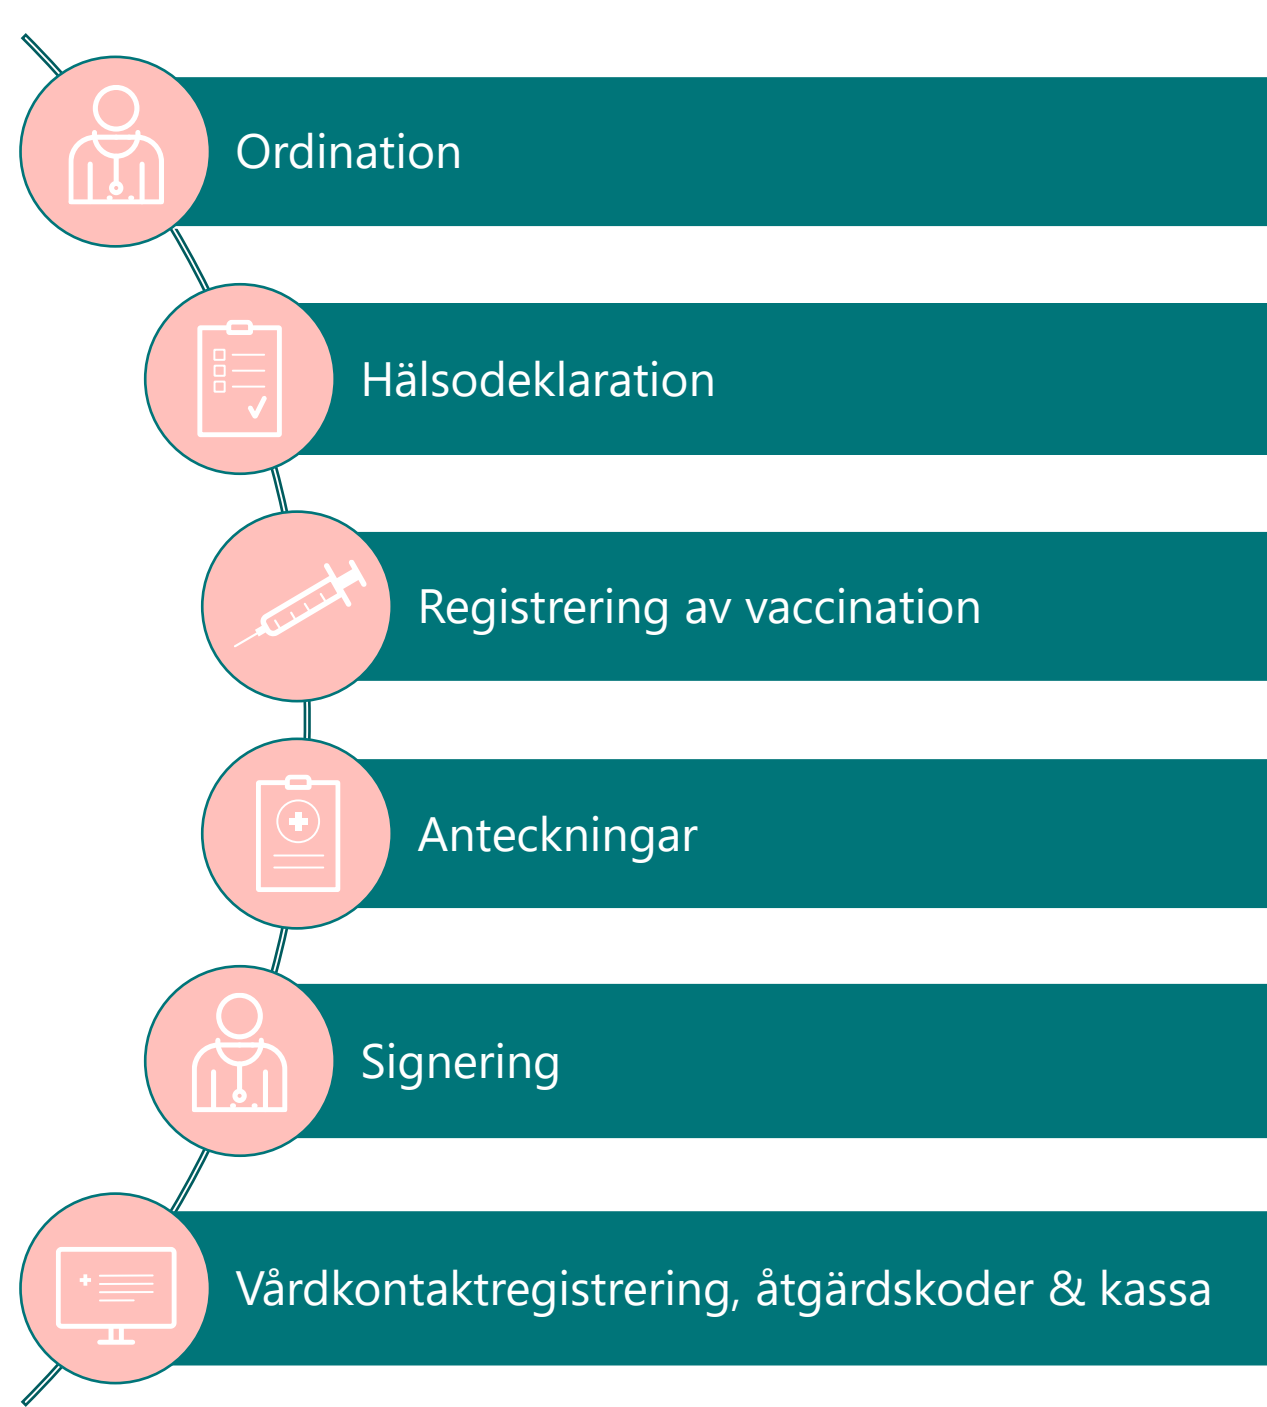 Ordination
Hälsodeklaration
Registrering av vaccination
Anteckningar
Signering
Vårdkontaktregistrering, åtgärdskoder & kassa